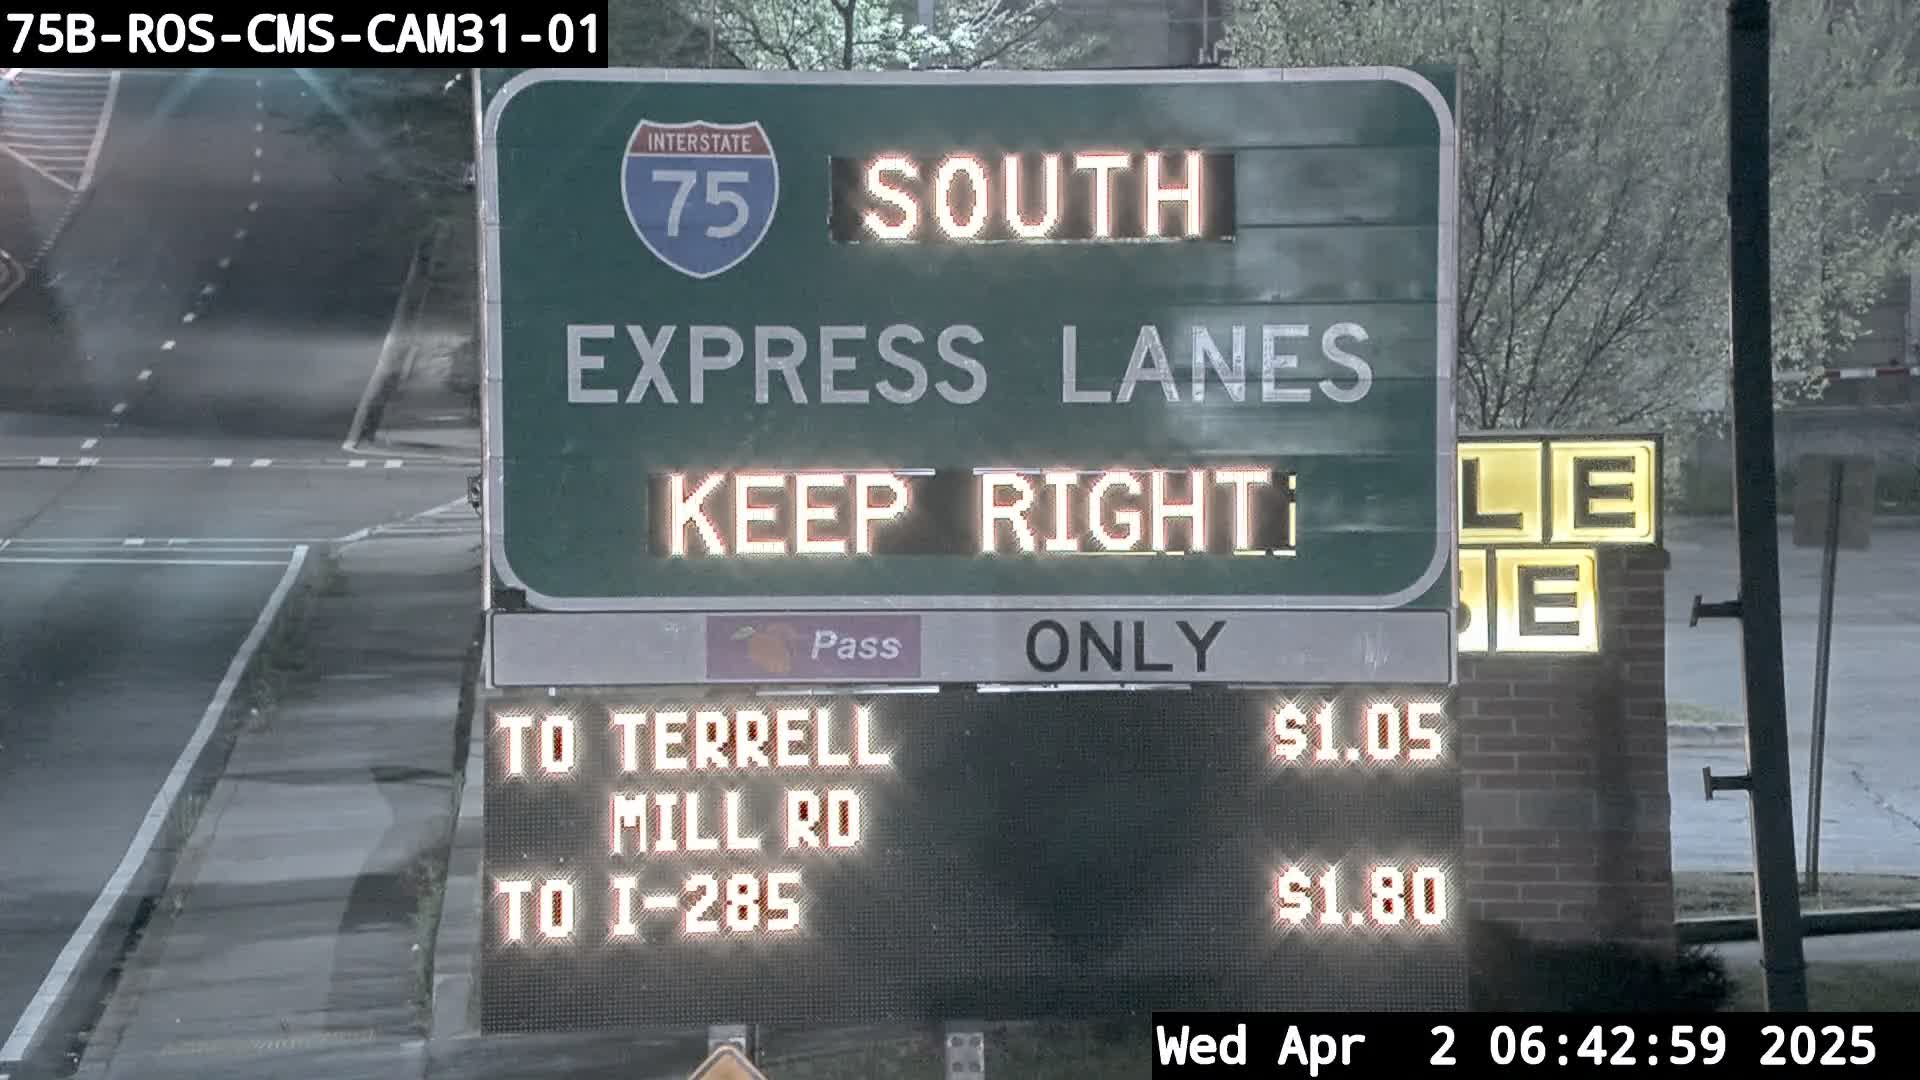 75B-ROS-CMS-CAM31-01
INTERSTATE
75
SOUTH
EXPRESS LANES
KEEP RIGHT
Pass ONLY
TO TERRELL $1.05
MILL RD
TO I-285 $1.80
LE
E
Wed Apr 2 06:42:59 2025